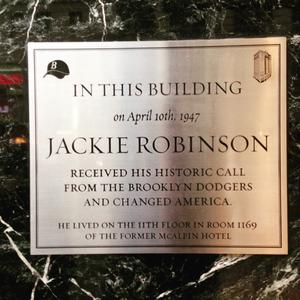 B
IN THIS BUILDING
on April 10th, 1947
JACKIE ROBINSON
RECEIVED HIS HISTORIC CALL
FROM THE BROOKLYN DODGERS
AND CHANGED AMERICA.
HE LIVED ON THE 11TH FLOOR IN ROOM 1169
OF THE FORMER MCALPIN HOTEL